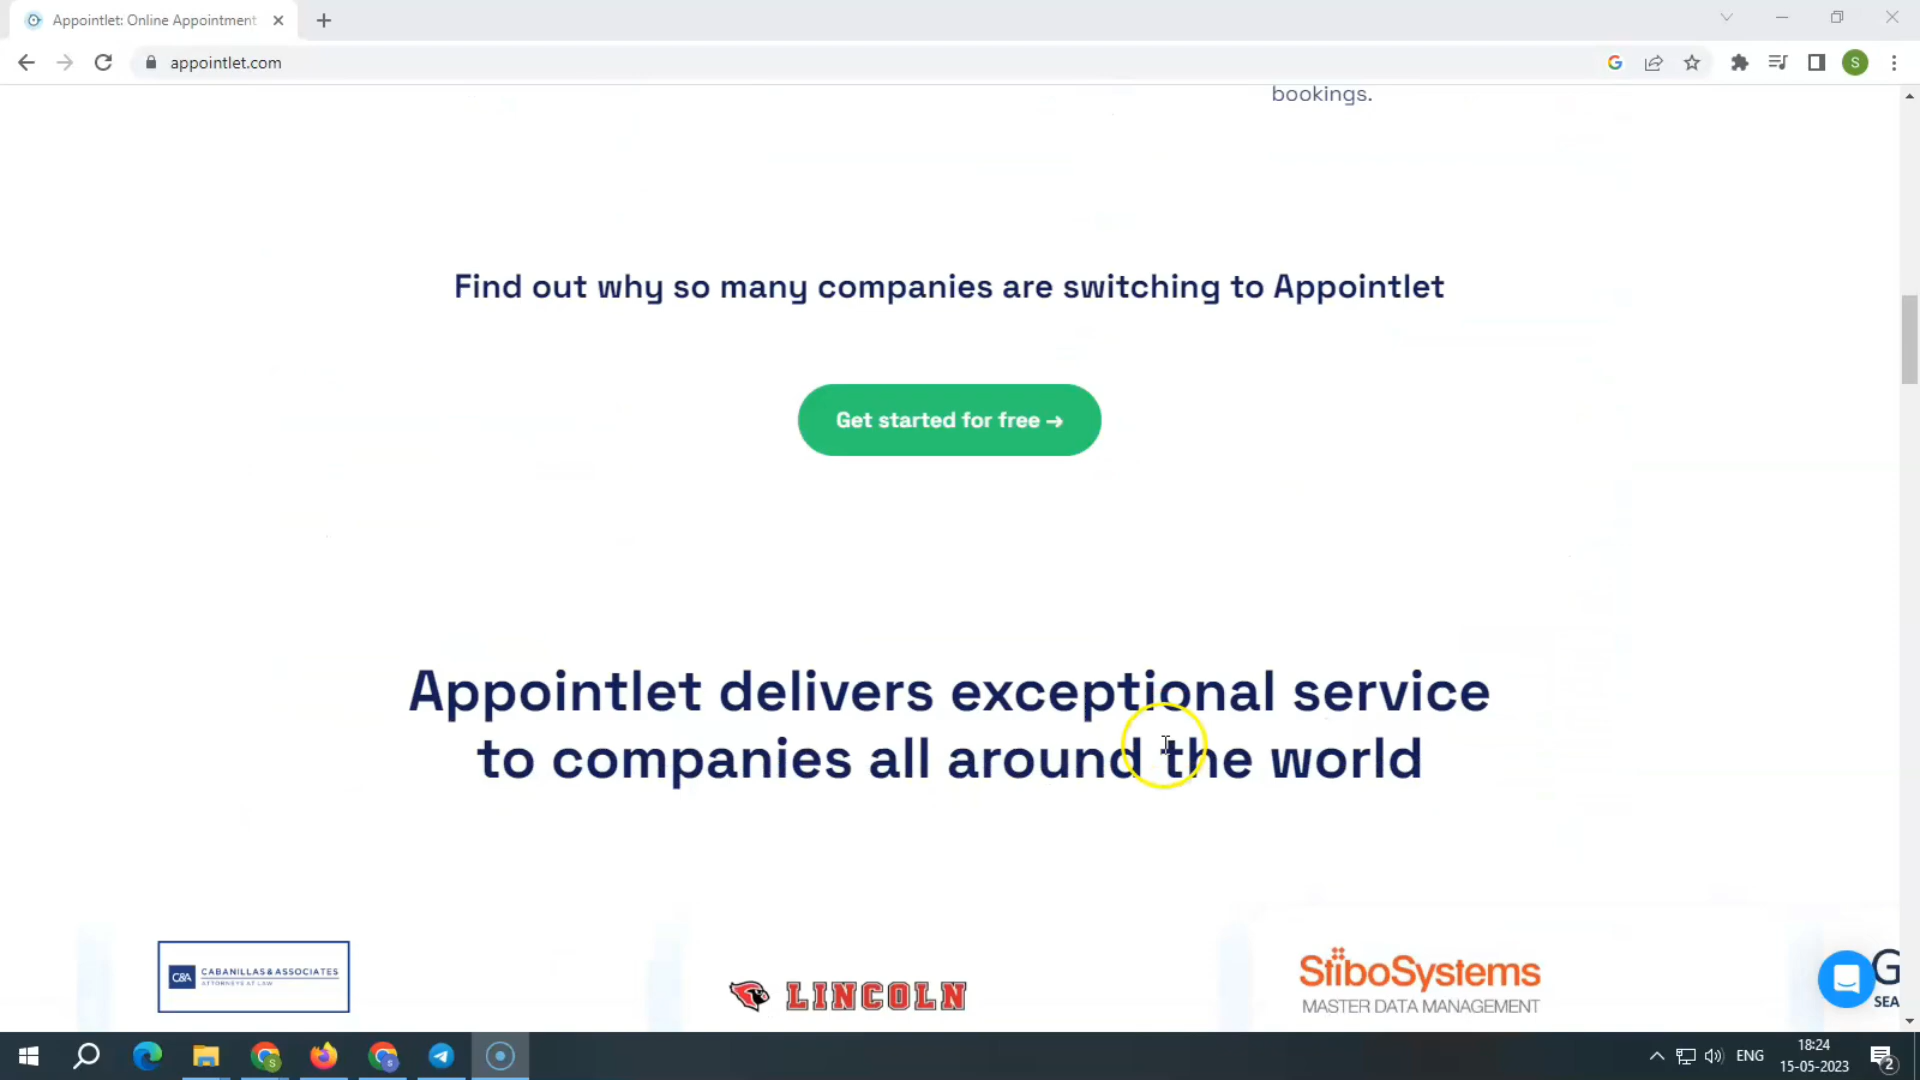 Appointlet: Online Appointment
appointlet.com
S
bookings.
Find out why so many companies are switching to Appointlet
Get started for free →
Appointlet delivers exceptional service
to companies all around the world
C&A
CABANILLAS & ASSOCIATES
ATTORNEYS AT LAW
LINCOLN
StiboSystems
MASTER DATA MANAGEMENT
G
SEA
ENG
18:24
15-05-2023
2